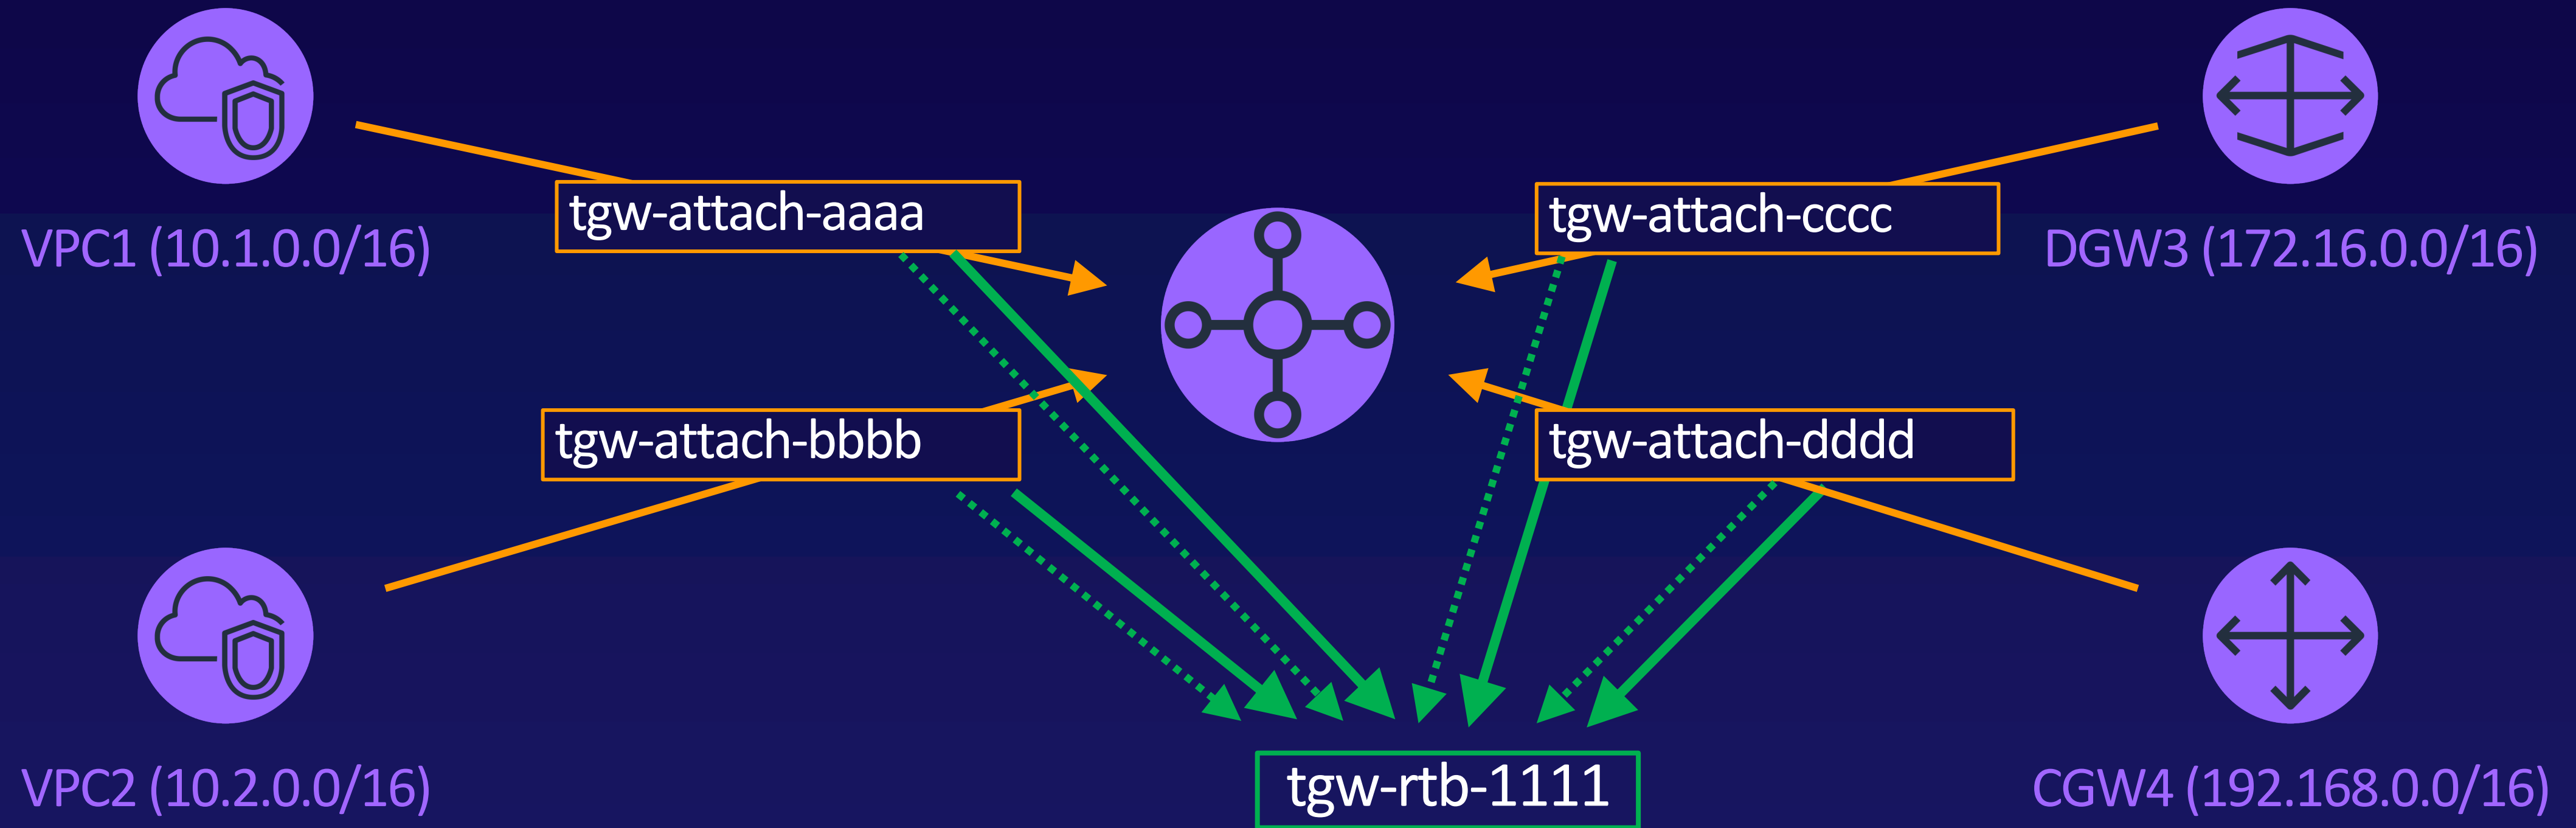 tgw-attach-aaaa
tgw-attach-cccc
VPC1 (10.1.0.0/16)
DGW3 (172.16.0.0/16)
tgw-attach-bbbb
tgw-attach-dddd
VPC2 (10.2.0.0/16)
tgw-rtb-1111
CGW4 (192.168.0.0/16)